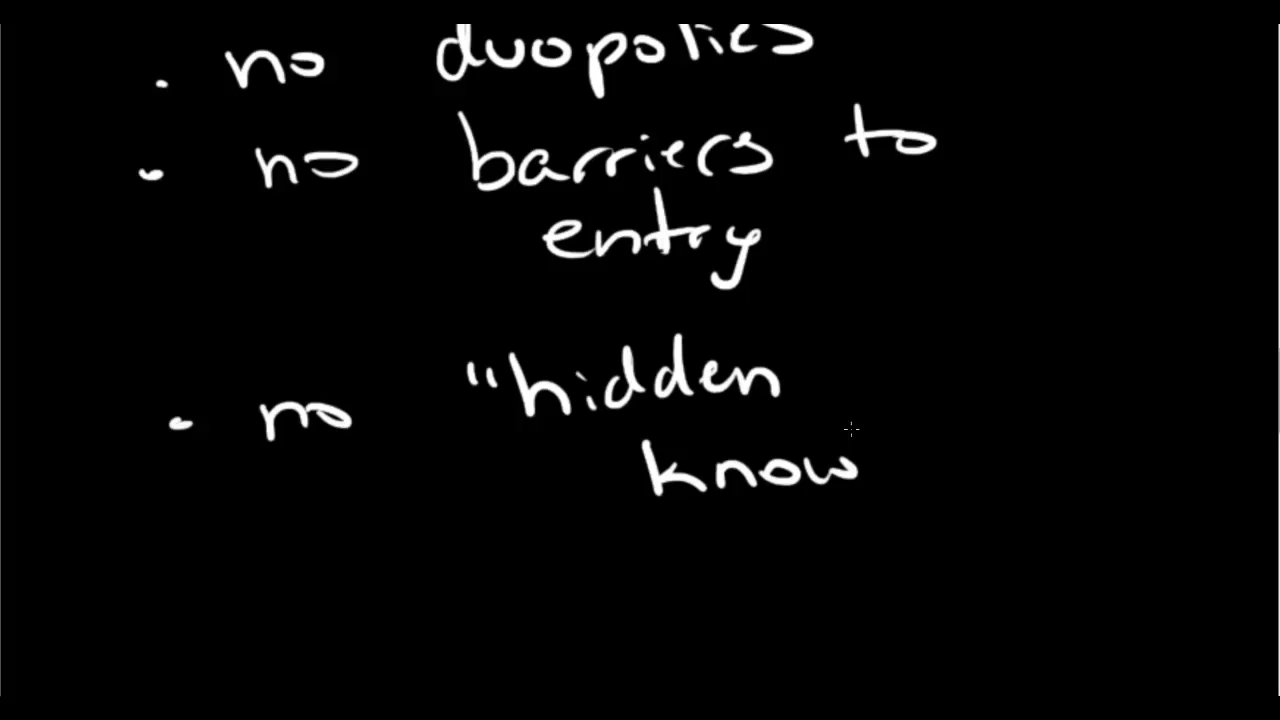 · no duopolies
· no barriers to
entry
· no "hidden
know